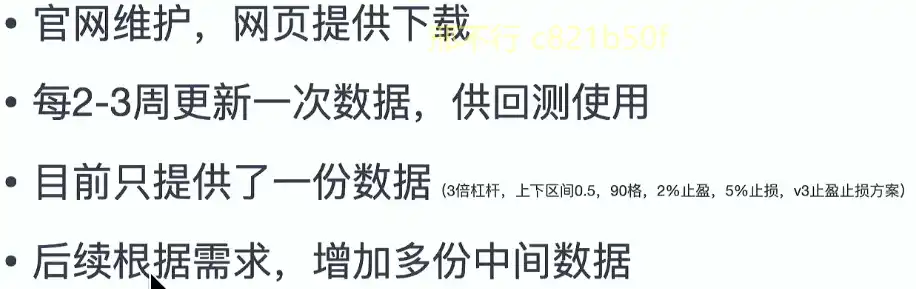 • 官网维护，网页提供下载
邢不行 c821b50f
• 每2-3周更新一次数据，供回测使用
• 目前只提供了一份数据（3倍杠杆，上下区间0.5，90格，2%止盈，5%止损，v3止盈止损方案）
• 后续根据需求，增加多份中间数据